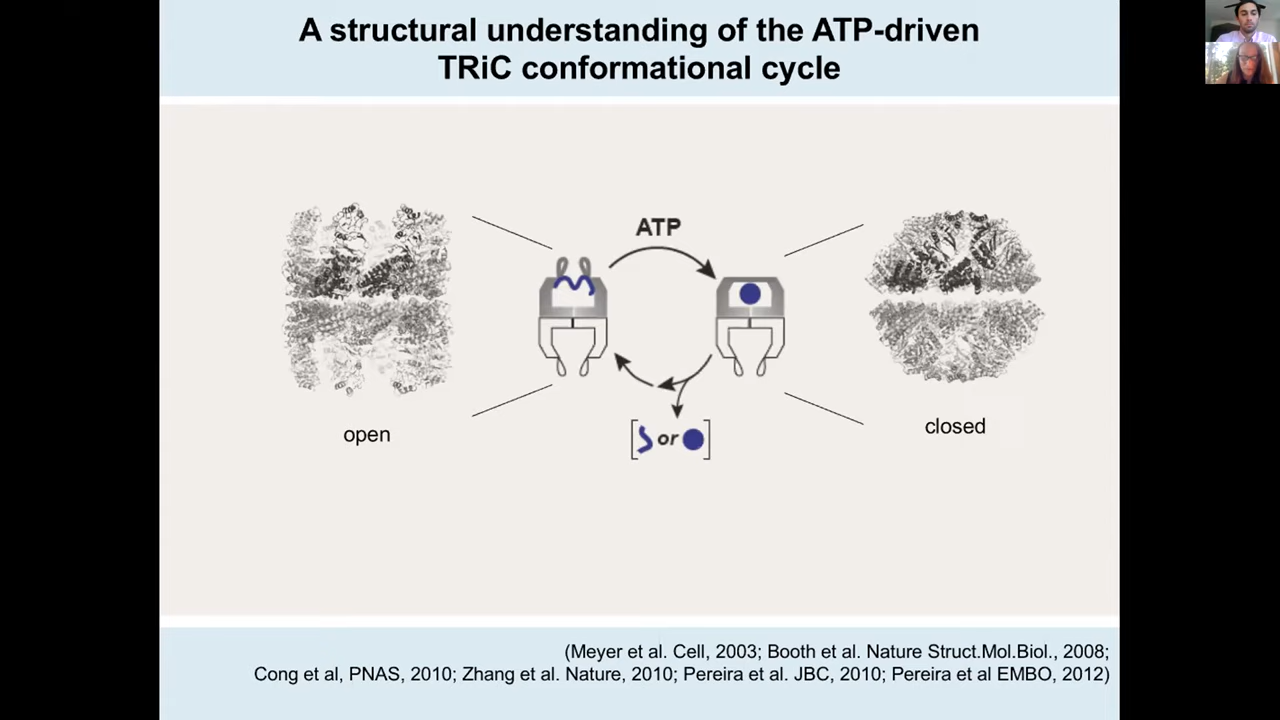 A structural understanding of the ATP-driven
TRiC conformational cycle
ATP
open
closed
or
(Meyer et al. Cell, 2003; Booth et al. Nature Struct.Mol.Biol., 2008;
Cong et al, PNAS, 2010; Zhang et al. Nature, 2010; Pereira et al. JBC, 2010; Pereira et al EMBO, 2012)